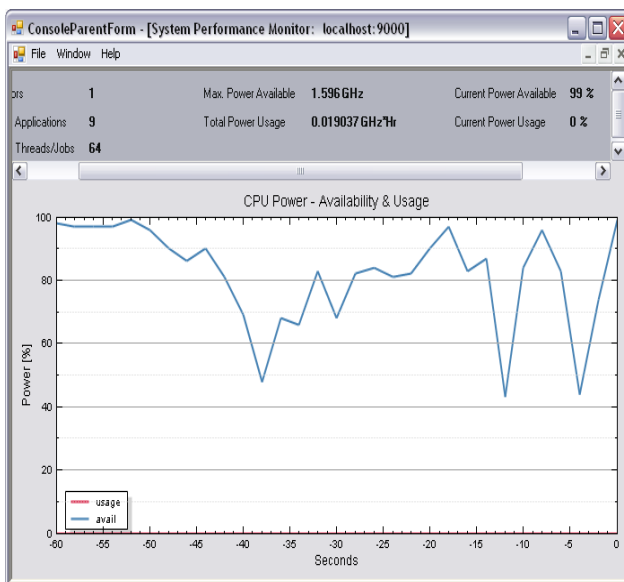 ConsoleParentForm - [System Performance Monitor: localhost:9000]
File Window Help
ors 1 Max. Power Available 1.596 GHz Current Power Available 99 %
Applications 9 Total Power Usage 0.019037 GHz*Hr Current Power Usage 0 %
Threads/Jobs 64
CPU Power - Availability & Usage
100
80
60
40
20
0
Power [%]
usage
avail
-60 -55 -50 -45 -40 -35 -30 -25 -20 -15 -10 -5 0
Seconds